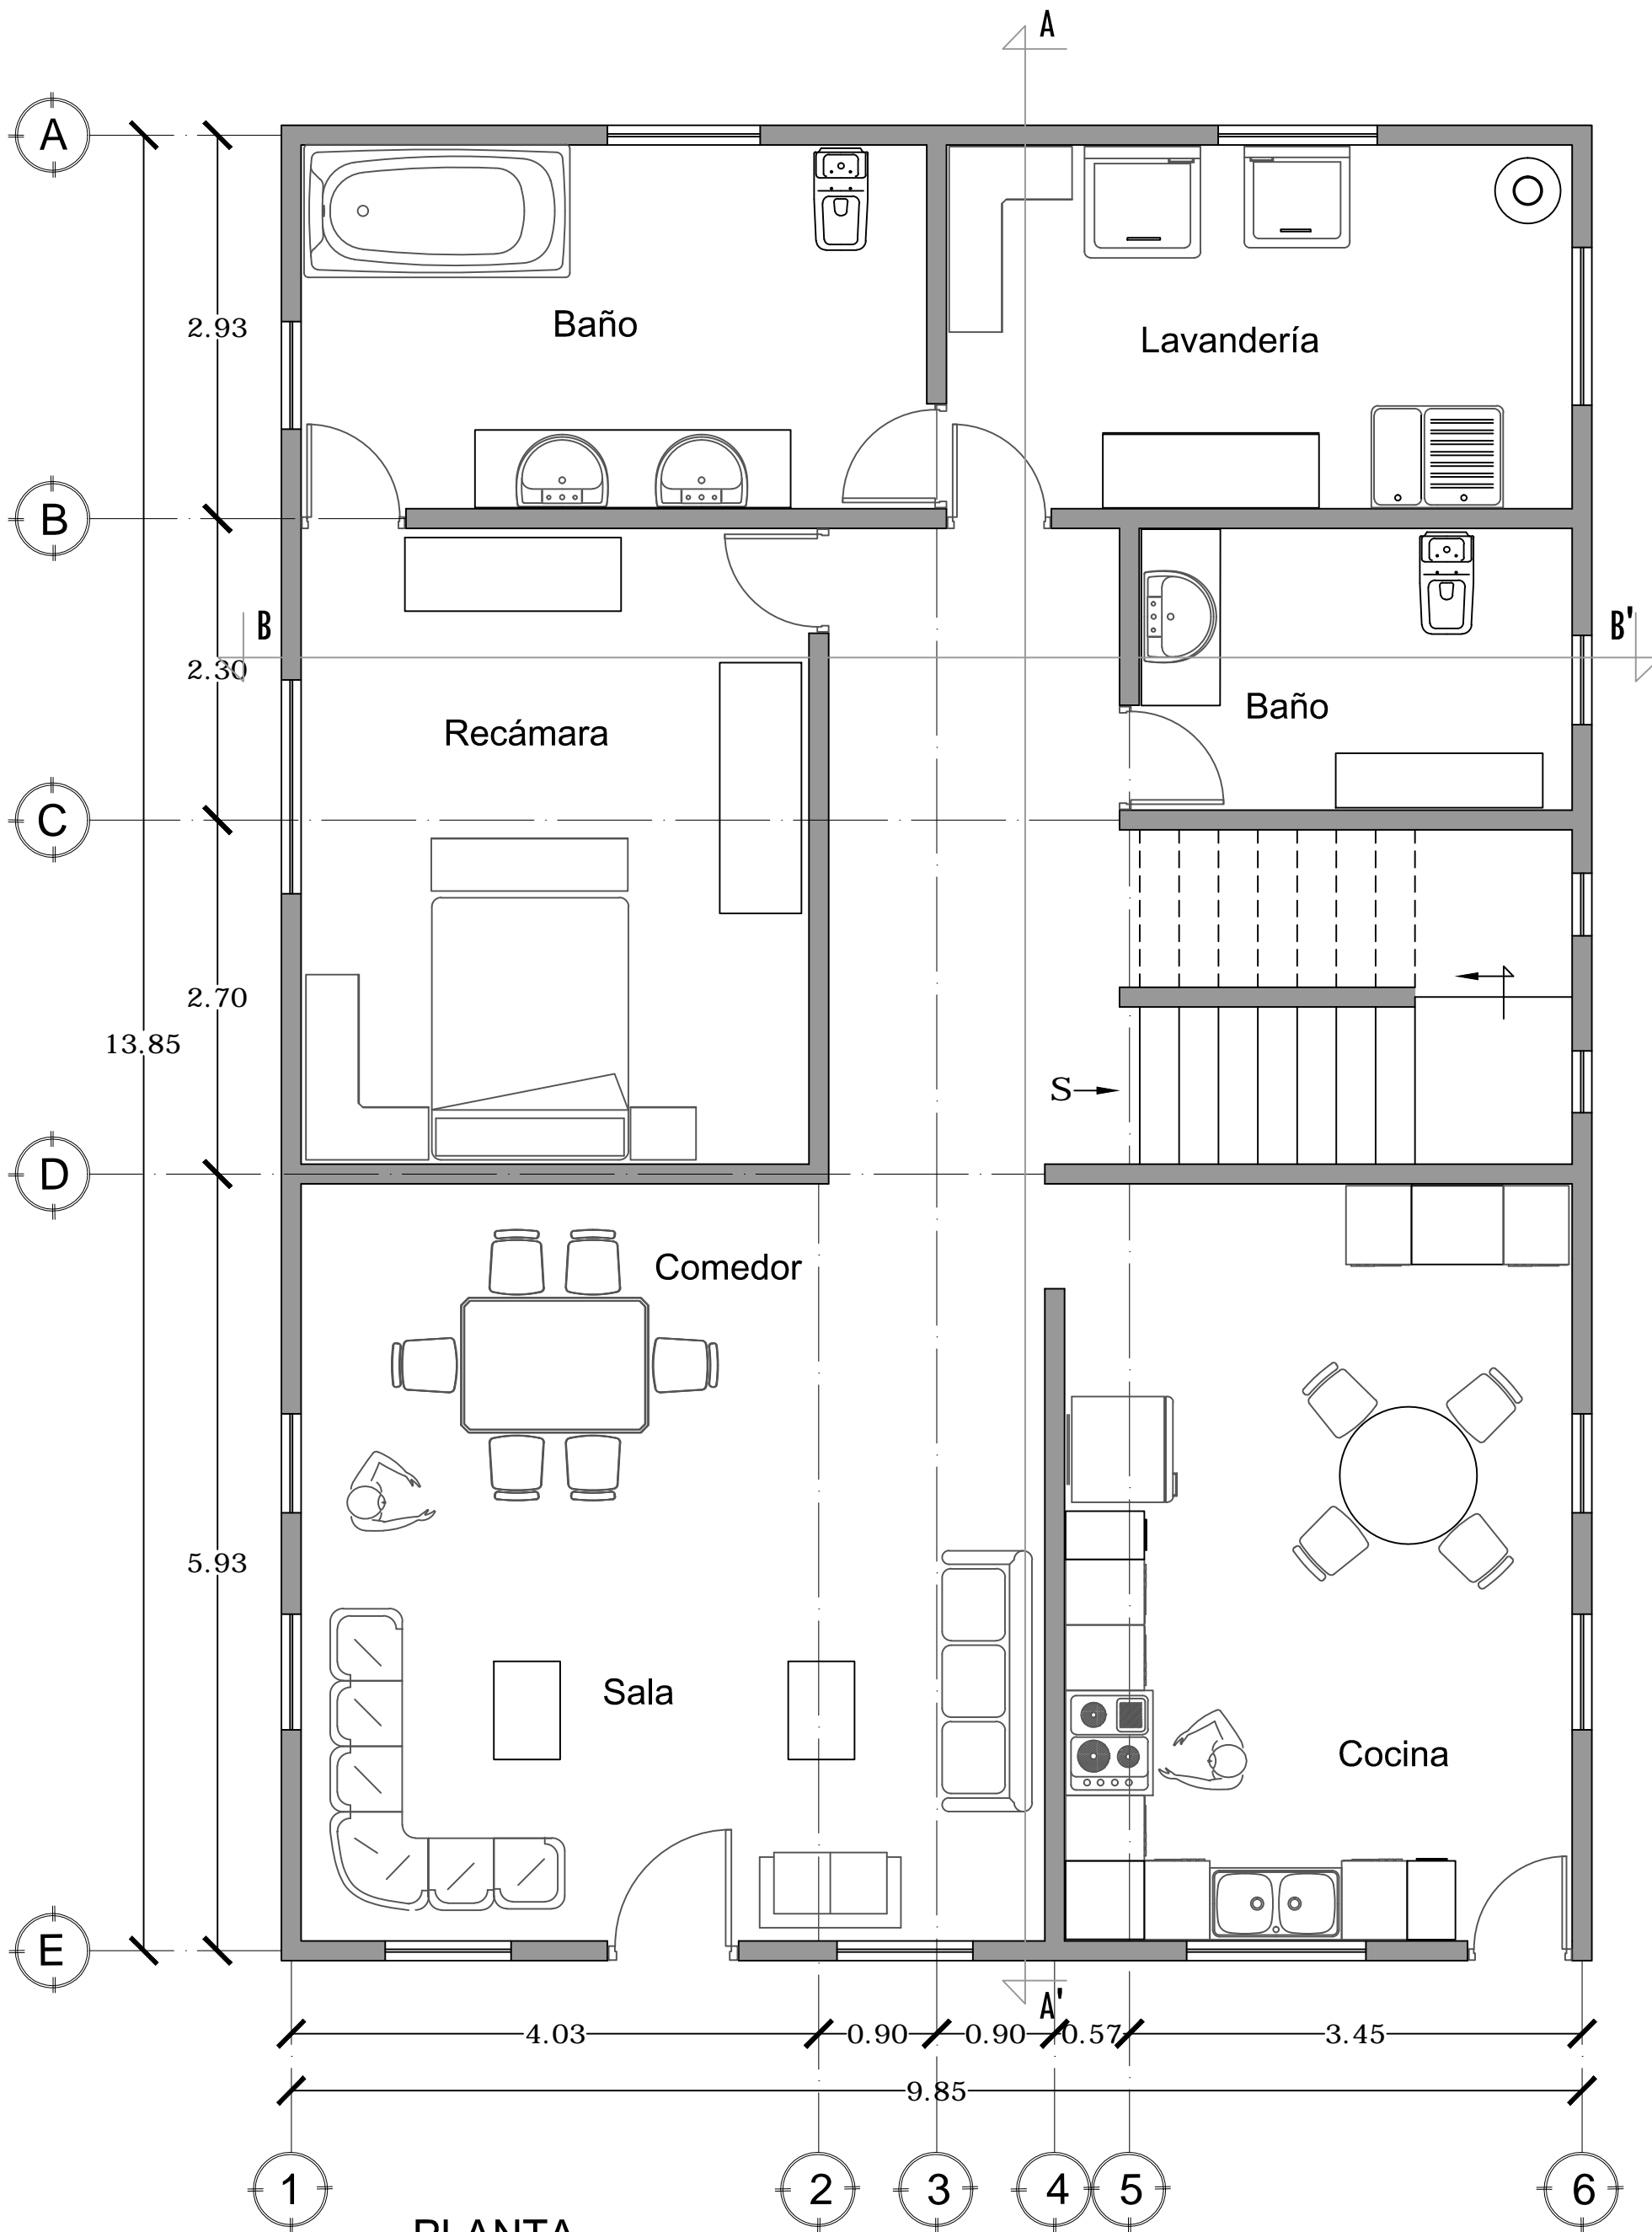 A
A
Baño
2.93
Lavandería
B
B
B'
2.30
Baño
Recámara
C
2.70
13.85
S
D
Comedor
5.93
Sala
Cocina
E
A'
4.03
0.90
0.90
0.57
3.45
9.85
1
2
3
4
5
6
PLANTA